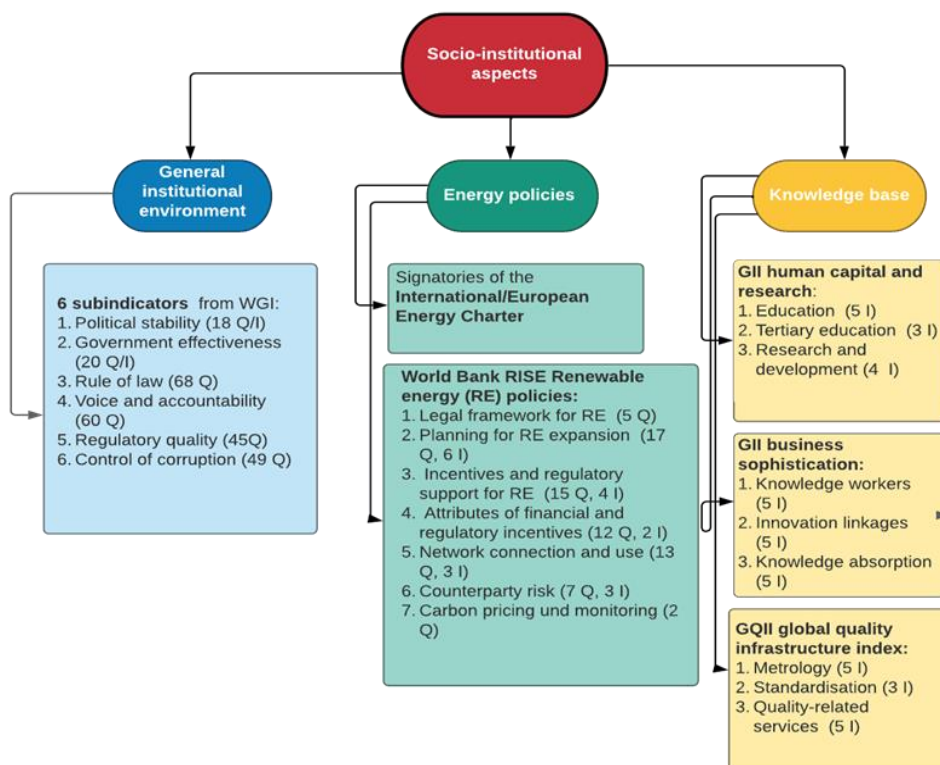 Socio-institutional
aspects
General
institutional
environment
Energy policies
Knowledge base
6 subindicators from WGI:
1. Political stability (18 Q/I)
2. Government effectiveness
(20 Q/I)
3. Rule of law (68 Q)
4. Voice and accountability
(60 Q)
5. Regulatory quality (45Q)
6. Control of corruption (49 Q)
Signatories of the
International/European
Energy Charter
World Bank RISE Renewable
energy (RE) policies:
1. Legal framework for RE (5 Q)
2. Planning for RE expansion (17
Q, 6 I)
3. Incentives and regulatory
support for RE (15 Q, 4 I)
4. Attributes of financial and
regulatory incentives (12 Q, 2 I)
5. Network connection and use (13
Q, 3 I)
6. Counterparty risk (7 Q, 3 I)
7. Carbon pricing und monitoring (2
Q)
GII human capital and
research:
1. Education (5 I)
2. Tertiary education (3 I)
3. Research and
development (4 I)
GII business
sophistication:
1. Knowledge workers
(5 I)
2. Innovation linkages
(5 I)
3. Knowledge absorption
(5 I)
GQII global quality
infrastructure index:
1. Metrology (5 I)
2. Standardisation (3 I)
3. Quality-related
services (5 I)